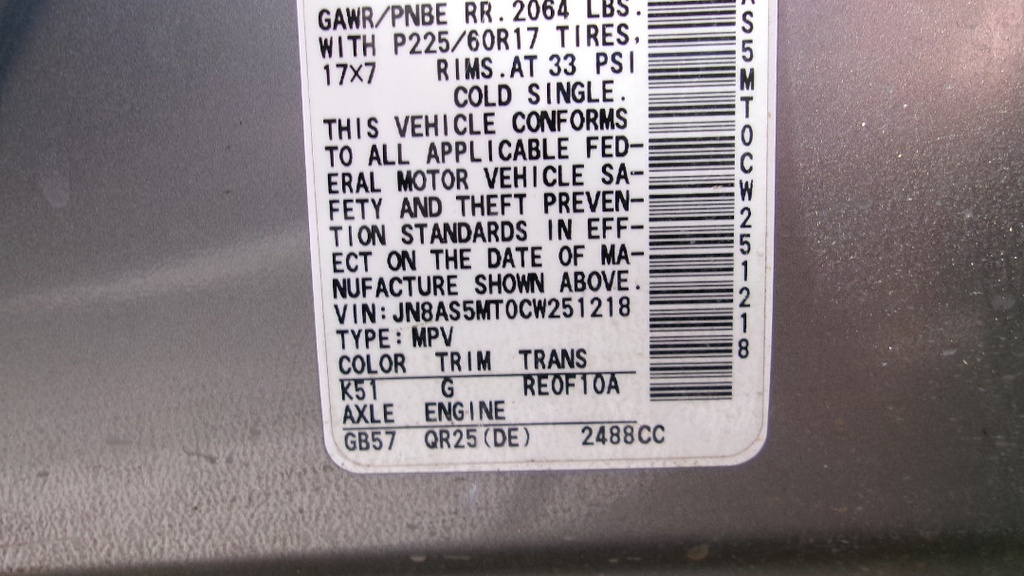 GAWR/PNBE RR. 2064 LBS.
WITH P225/60R17 TIRES,
17x7 RIMS. AT 33 PSI
COLD SINGLE.
THIS VEHICLE CONFORMS
TO ALL APPLICABLE FED-
ERAL MOTOR VEHICLE SA-
FETY AND THEFT PREVEN-
TION STANDARDS IN EFF-
ECT ON THE DATE OF MA-
NUFACTURE SHOWN ABOVE.
VIN: JN8AS5MT0CW251218
TYPE: MPV
COLOR TRIM TRANS
K51 G RE0F10A
AXLE ENGINE
GB57 QR25(DE) 2488CC
S5MT0CW251218